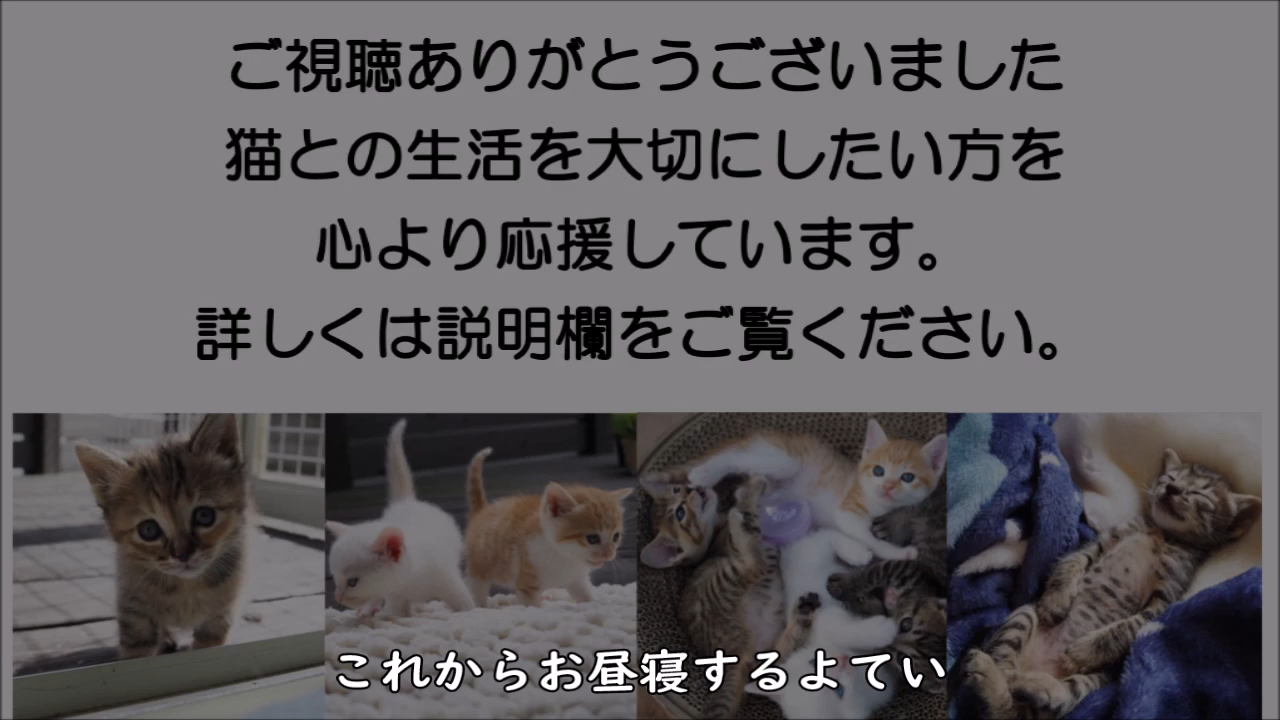 ご視聴ありがとうございました
猫との生活を大切にしたい方を
心より応援しています。
詳しくは説明欄をご覧ください。
これからお昼寝するよてい